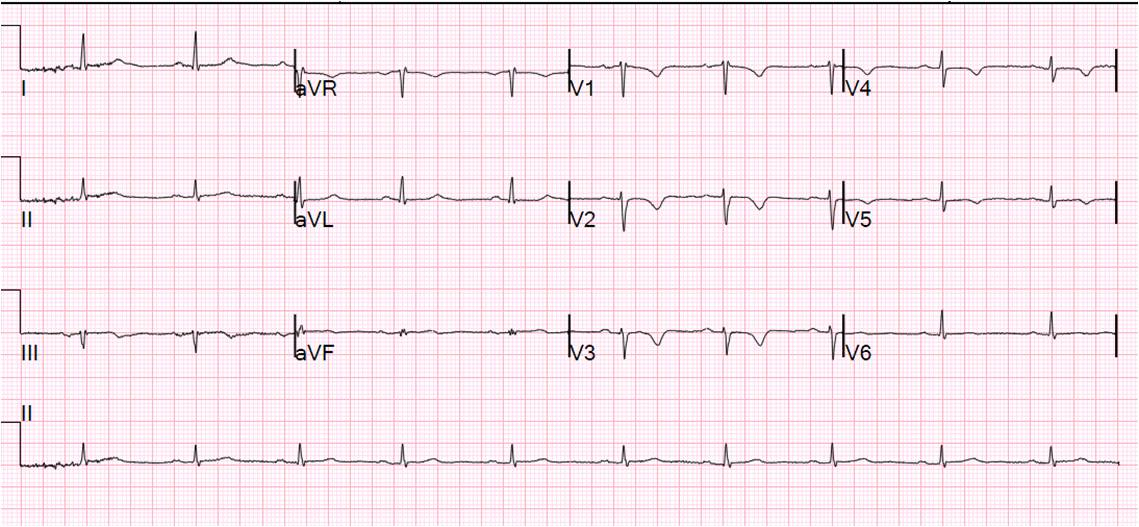 I aVR V1 V4
II aVL V2 V5
III aVF V3 V6
II